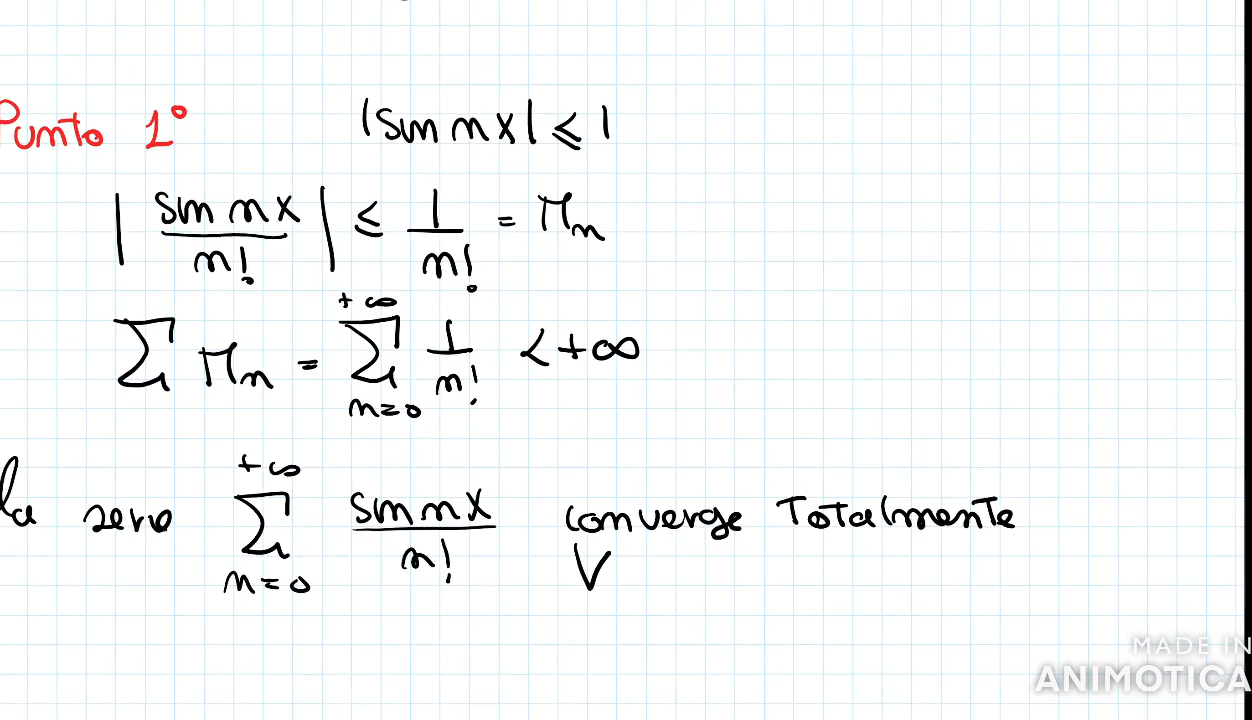 Punto 1°
|sin nx| ≤ 1
| sin nx / n! | ≤ 1 / n! = Mn
∑ Mn = ∑_{n=0}^{+∞} 1 / n! < +∞
la serie ∑_{n=0}^{+∞} sin nx / n! converge Totalmente
V
MADE IN
ANIMOTICA